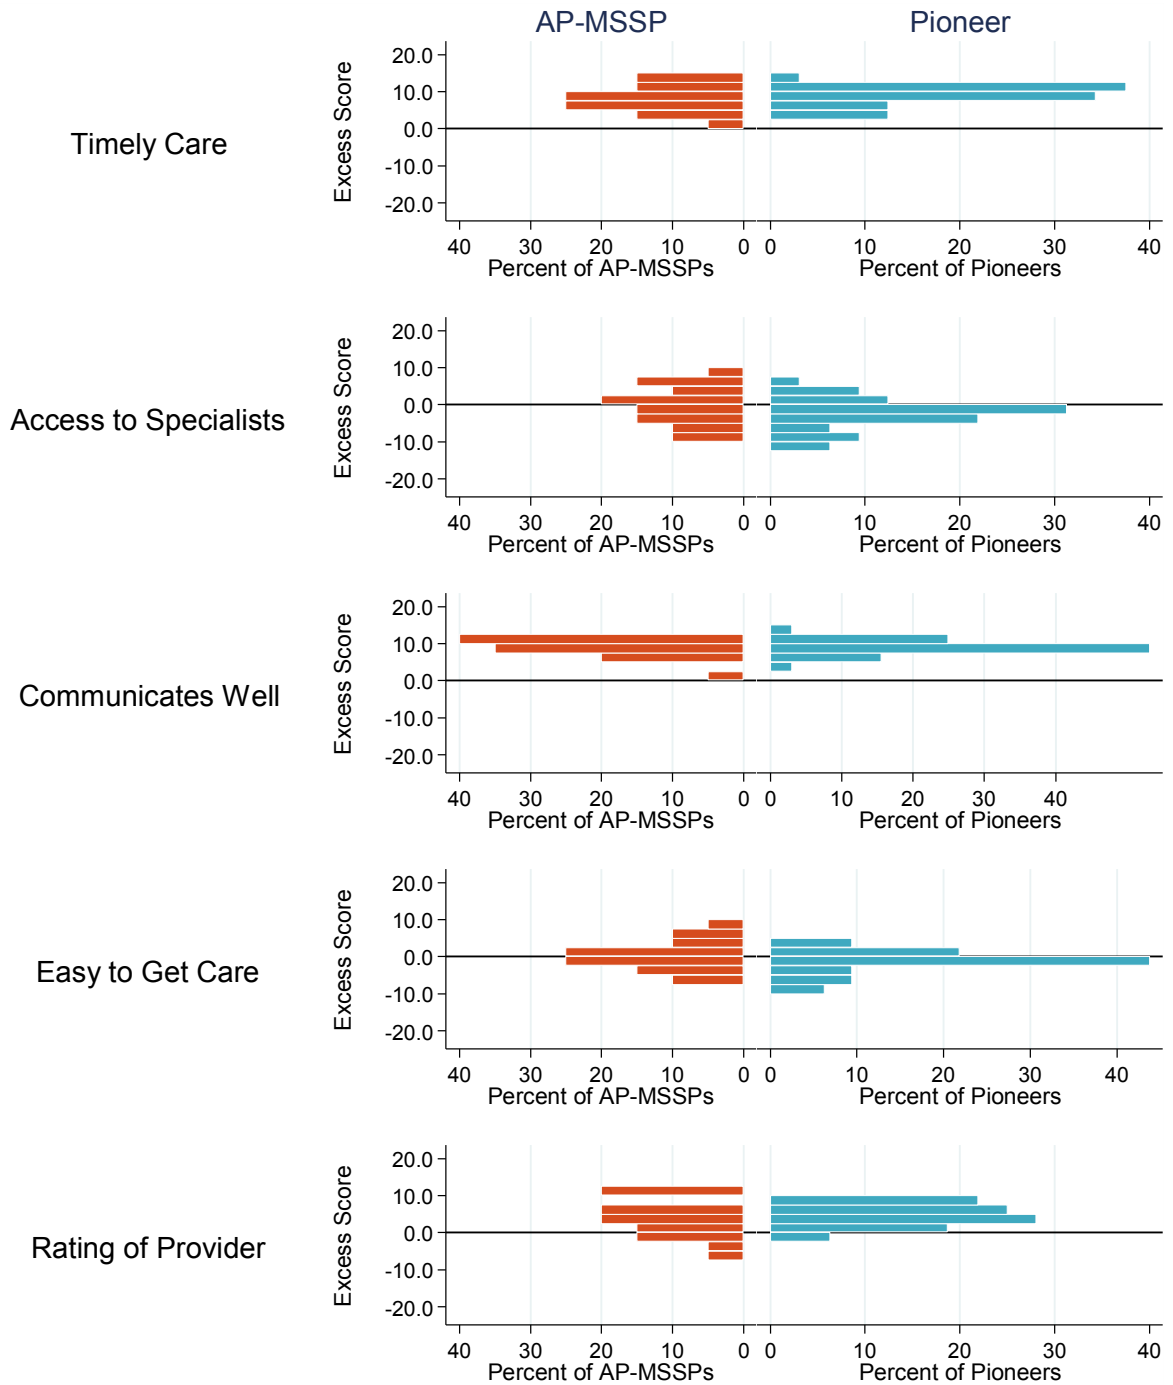 AP-MSSP Pioneer
Timely Care
Excess Score
20.0
10.0
0.0
-10.0
-20.0
40 30 20 10 0 0 10 20 30 40
Percent of AP-MSSPs Percent of Pioneers
Access to Specialists
Excess Score
20.0
10.0
0.0
-10.0
-20.0
40 30 20 10 0 0 10 20 30 40
Percent of AP-MSSPs Percent of Pioneers
Communicates Well
Excess Score
20.0
10.0
0.0
-10.0
-20.0
40 30 20 10 0 0 10 20 30 40
Percent of AP-MSSPs Percent of Pioneers
Easy to Get Care
Excess Score
20.0
10.0
0.0
-10.0
-20.0
40 30 20 10 0 0 10 20 30 40
Percent of AP-MSSPs Percent of Pioneers
Rating of Provider
Excess Score
20.0
10.0
0.0
-10.0
-20.0
40 30 20 10 0 0 10 20 30 40
Percent of AP-MSSPs Percent of Pioneers